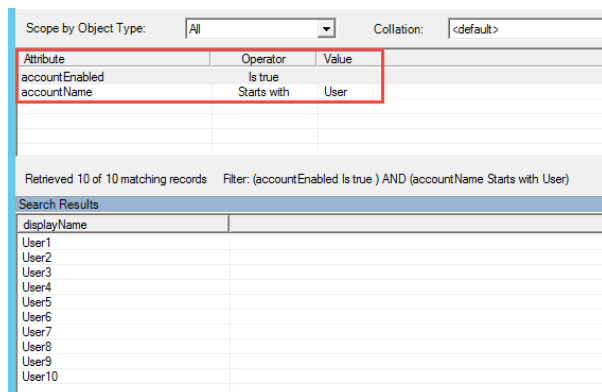 Scope by Object Type: All Collation: <default>
Attribute Operator Value
accountEnabled Is true
accountName Starts with User
Retrieved 10 of 10 matching records Filter: (accountEnabled Is true ) AND (accountName Starts with User)
Search Results
displayName
User1
User2
User3
User4
User5
User6
User7
User8
User9
User10